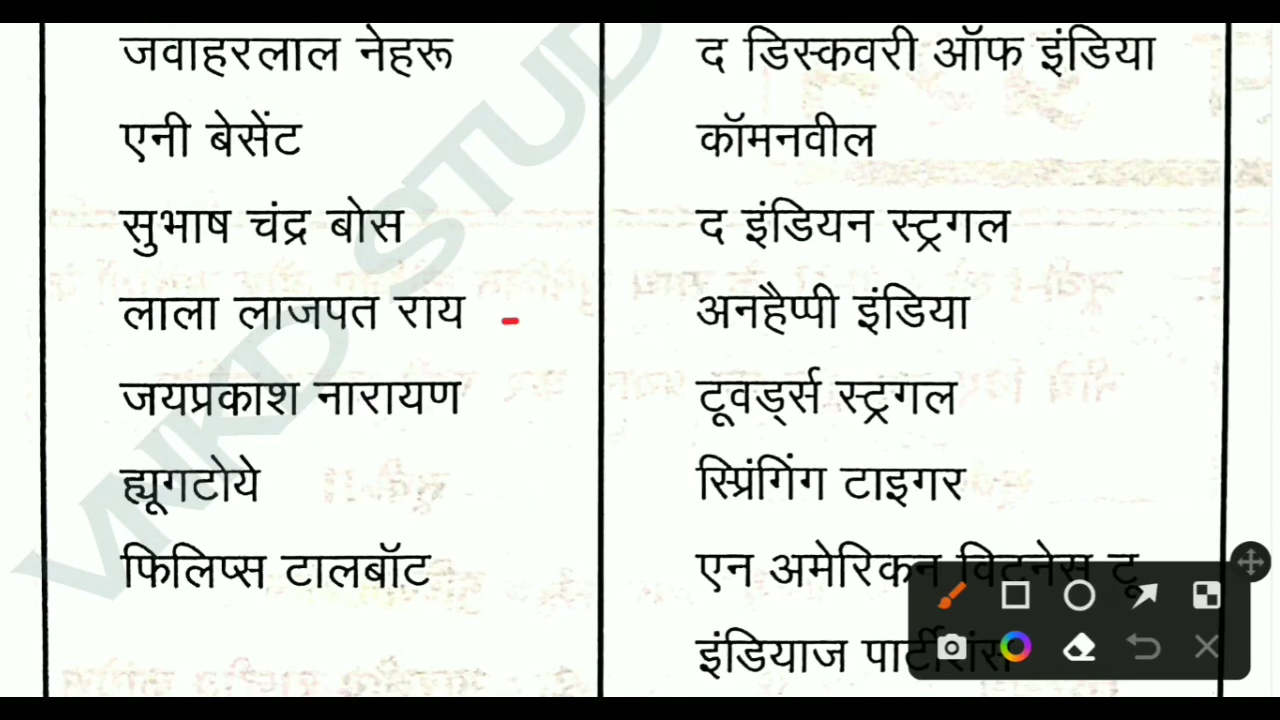 जवाहरलाल नेहरू द डिस्कवरी ऑफ इंडिया
एनी बेसेंट कॉमनवील
सुभाष चंद्र बोस द इंडियन स्ट्रगल
लाला लाजपत राय - अनहैप्पी इंडिया
जयप्रकाश नारायण टूवर्ड्स स्ट्रगल
ह्यूगटोये स्प्रिंगिंग टाइगर
फिलिप्स टालबॉट एन अमेरिकन विटनेस टू
इंडियाज पार्टीशांस